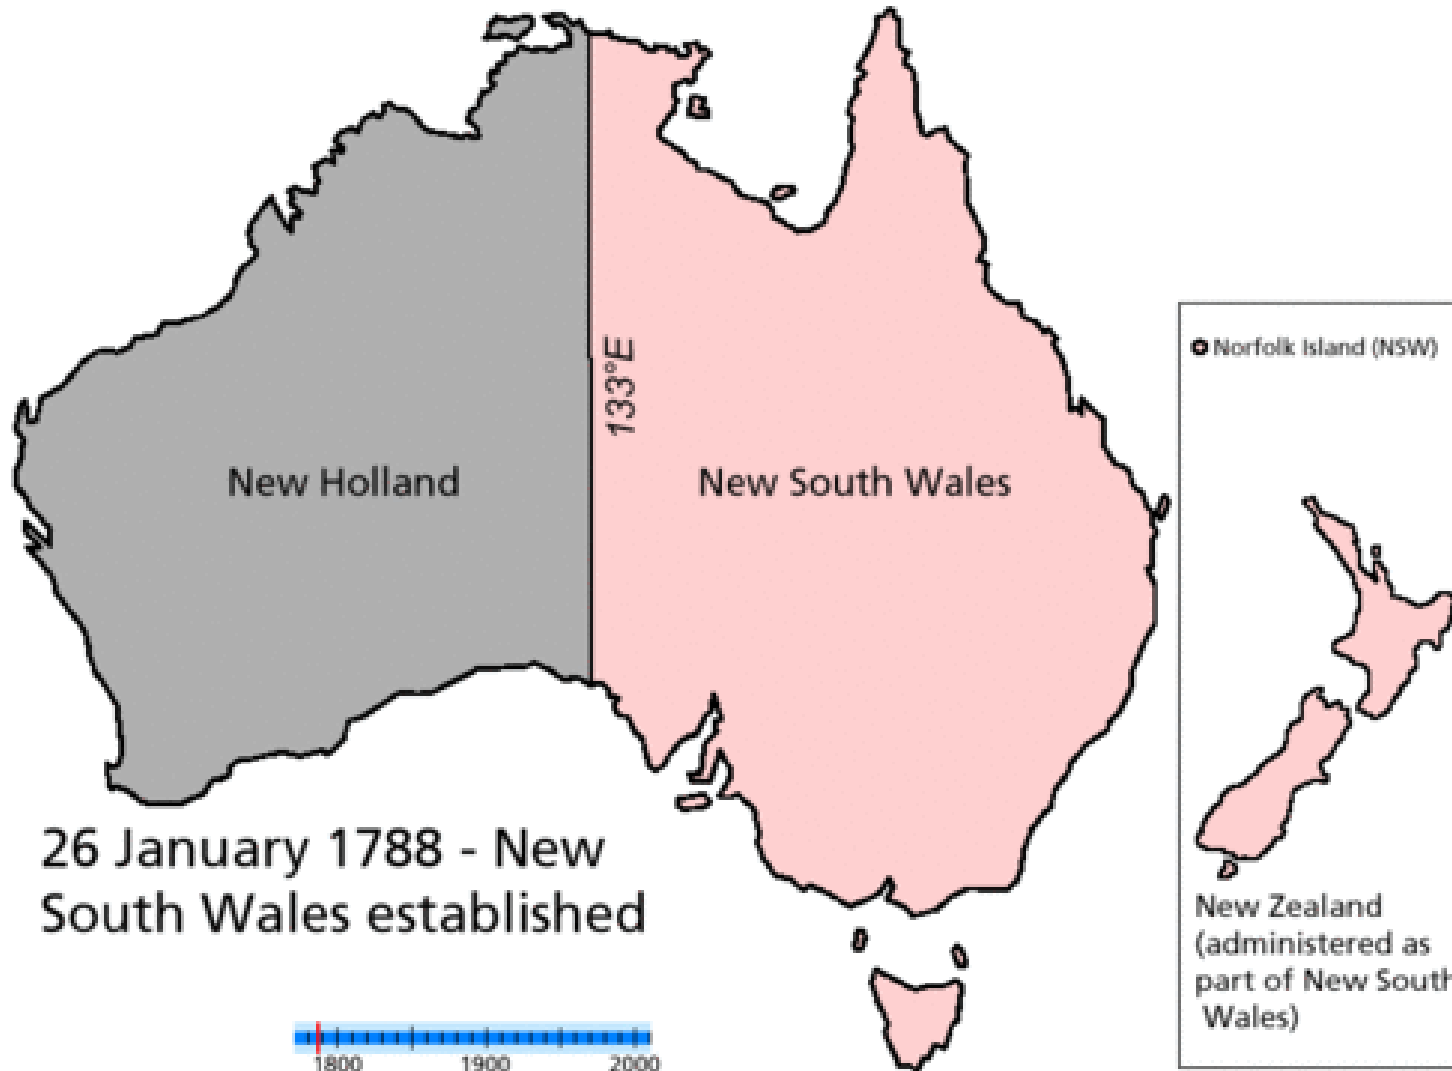 133°E
Norfolk Island (NSW)
New Holland
New South Wales
26 January 1788 - New
South Wales established
New Zealand
(administered as
part of New South
Wales)
1800 1900 2000